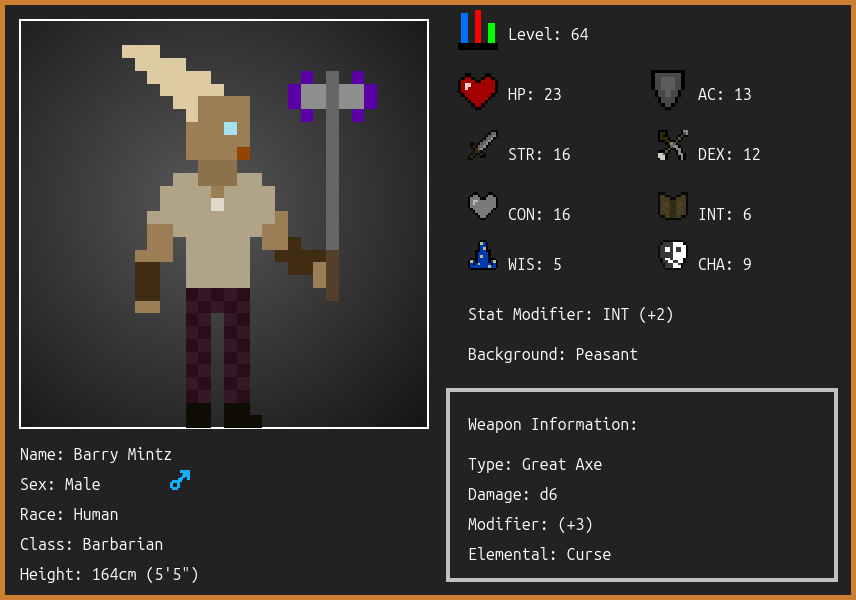 Level: 64
HP: 23 AC: 13
STR: 16 DEX: 12
CON: 16 INT: 6
WIS: 5 CHA: 9
Stat Modifier: INT (+2)
Background: Peasant
Weapon Information:
Type: Great Axe
Damage: d6
Modifier: (+3)
Elemental: Curse
Name: Barry Mintz
Sex: Male
Race: Human
Class: Barbarian
Height: 164cm (5'5")